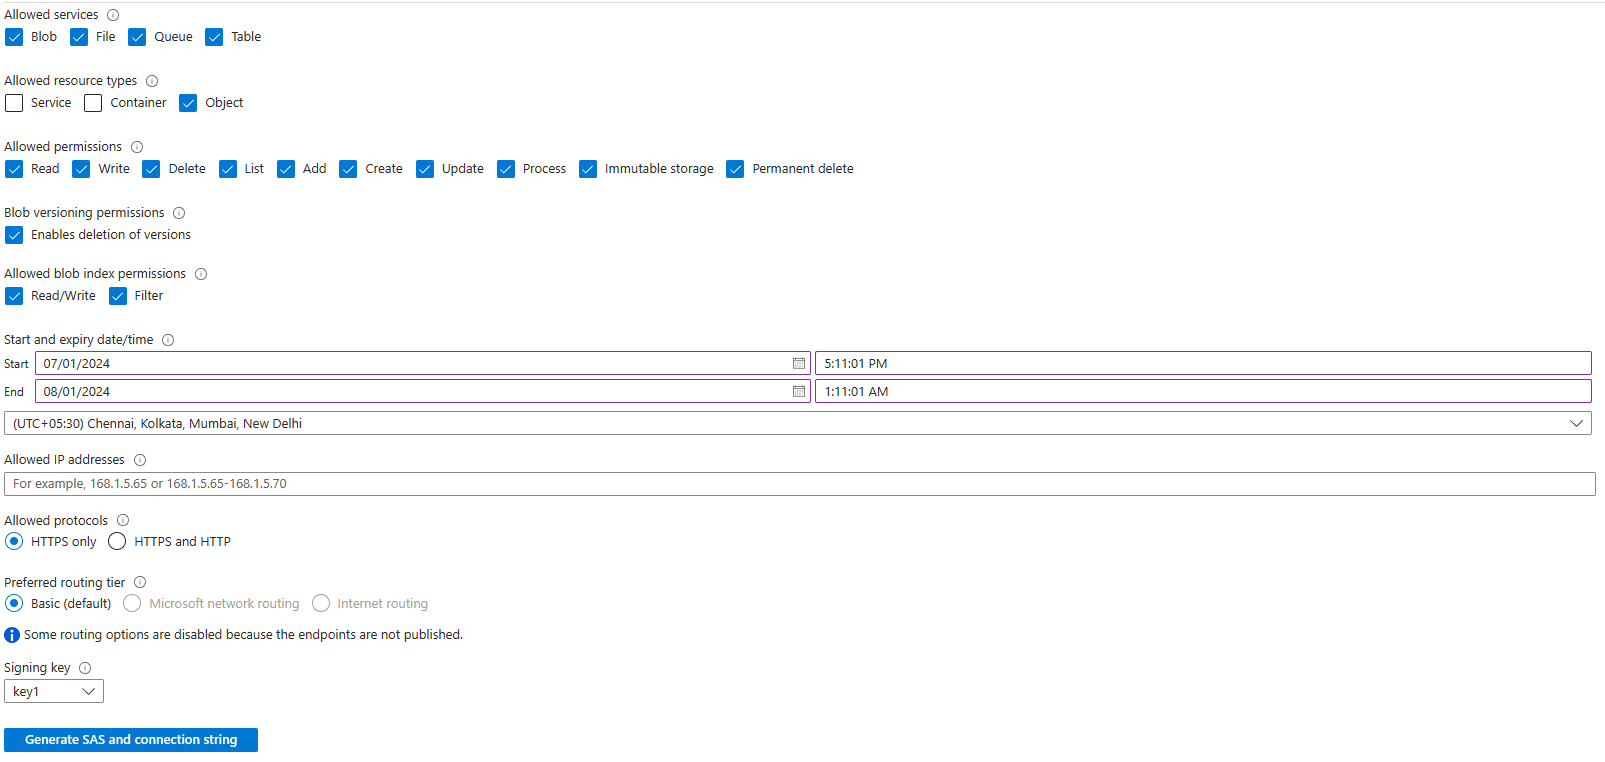 Allowed services
Blob File Queue Table
Allowed resource types
Service Container Object
Allowed permissions
Read Write Delete List Add Create Update Process Immutable storage Permanent delete
Blob versioning permissions
Enables deletion of versions
Allowed blob index permissions
Read/Write Filter
Start and expiry date/time
Start 07/01/2024 5:11:01 PM
End 08/01/2024 1:11:01 AM
(UTC+05:30) Chennai, Kolkata, Mumbai, New Delhi
Allowed IP addresses
For example, 168.1.5.65 or 168.1.5.65-168.1.5.70
Allowed protocols
HTTPS only HTTPS and HTTP
Preferred routing tier
Basic (default) Microsoft network routing Internet routing
Some routing options are disabled because the endpoints are not published.
Signing key
key1
Generate SAS and connection string